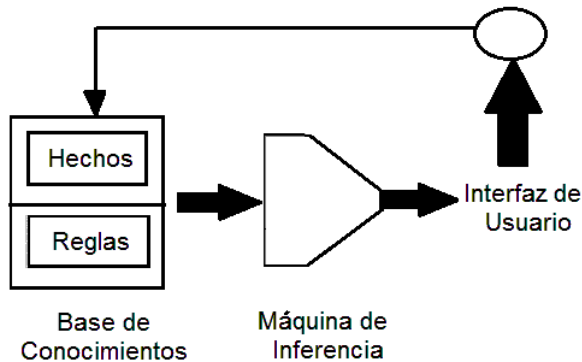 Hechos
Reglas
Interfaz de
Usuario
Base de
Conocimientos
Máquina de
Inferencia